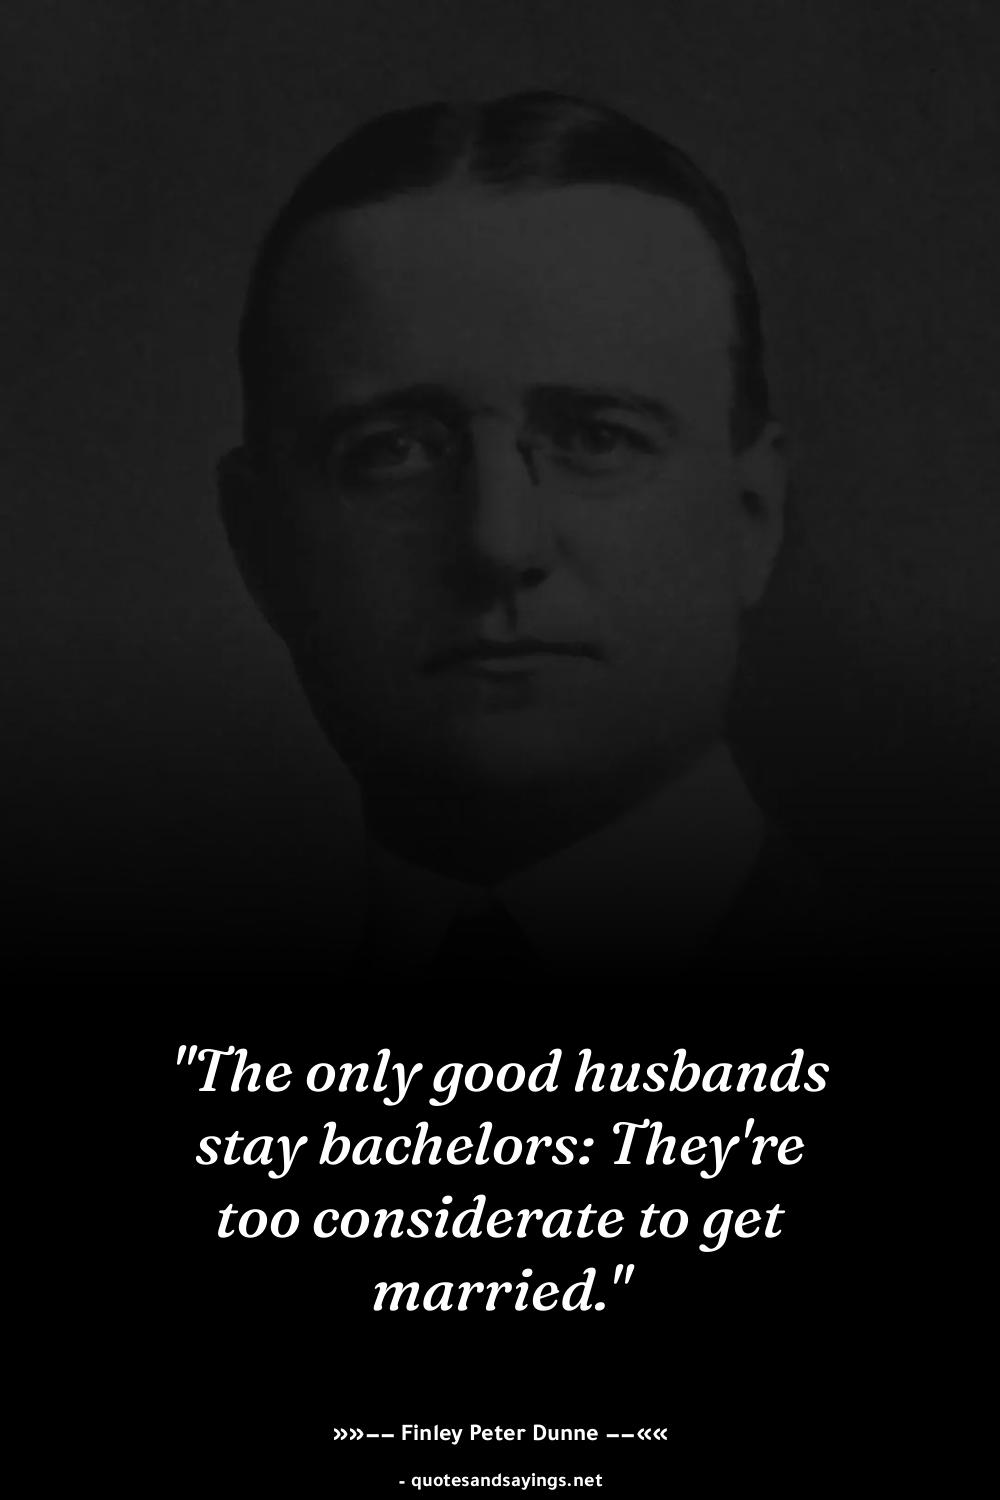 "The only good husbands
stay bachelors: They're
too considerate to get
married."
»»–– Finley Peter Dunne ––««
- quotesandsayings.net